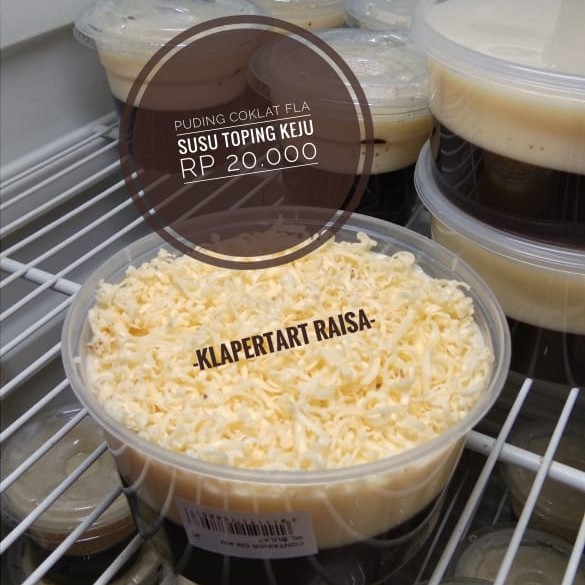 PUDING COKLAT FLA
SUSU TOPING KEJU
RP 20.000
-KLAPERTART RAISA-